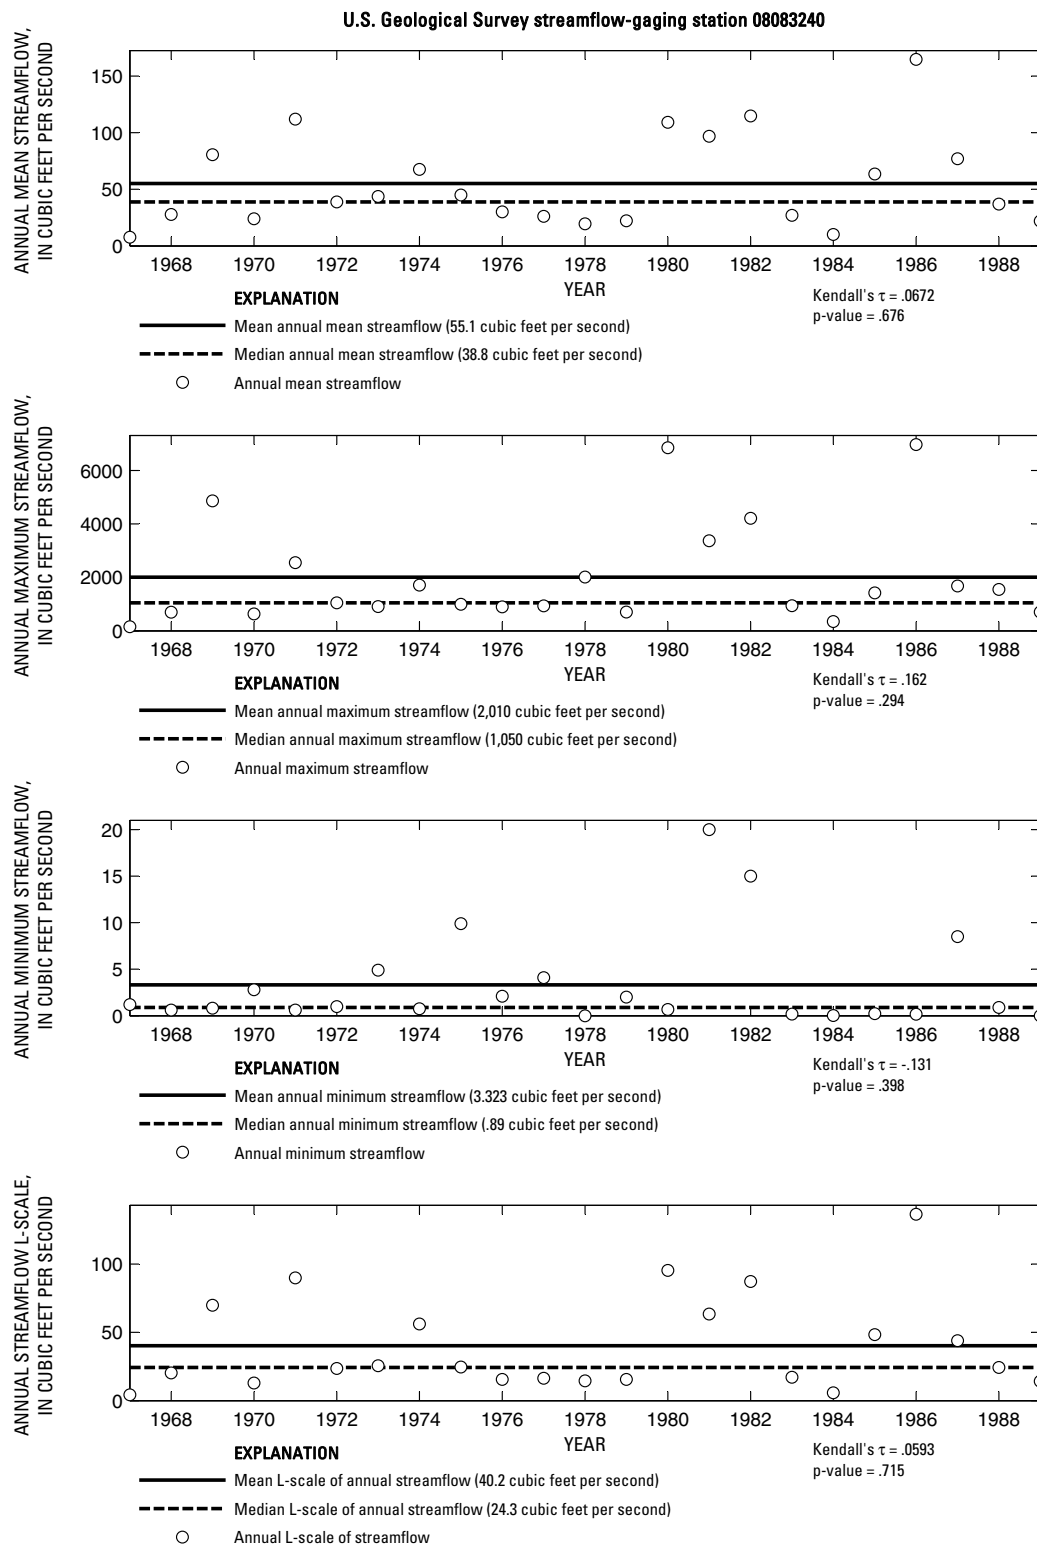 U.S. Geological Survey streamflow-gaging station 08083240
ANNUAL MEAN STREAMFLOW,
IN CUBIC FEET PER SECOND
150
100
50
0
1968 1970 1972 1974 1976 1978 1980 1982 1984 1986 1988
YEAR
Kendall's τ = .0672
p-value = .676
EXPLANATION
Mean annual mean streamflow (55.1 cubic feet per second)
Median annual mean streamflow (38.8 cubic feet per second)
Annual mean streamflow
ANNUAL MAXIMUM STREAMFLOW,
IN CUBIC FEET PER SECOND
6000
4000
2000
0
1968 1970 1972 1974 1976 1978 1980 1982 1984 1986 1988
YEAR
Kendall's τ = .162
p-value = .294
EXPLANATION
Mean annual maximum streamflow (2,010 cubic feet per second)
Median annual maximum streamflow (1,050 cubic feet per second)
Annual maximum streamflow
ANNUAL MINIMUM STREAMFLOW,
IN CUBIC FEET PER SECOND
20
15
10
5
0
1968 1970 1972 1974 1976 1978 1980 1982 1984 1986 1988
YEAR
Kendall's τ = -.131
p-value = .398
EXPLANATION
Mean annual minimum streamflow (3.323 cubic feet per second)
Median annual minimum streamflow (.89 cubic feet per second)
Annual minimum streamflow
ANNUAL STREAMFLOW L-SCALE,
IN CUBIC FEET PER SECOND
100
50
0
1968 1970 1972 1974 1976 1978 1980 1982 1984 1986 1988
YEAR
Kendall's τ = .0593
p-value = .715
EXPLANATION
Mean L-scale of annual streamflow (40.2 cubic feet per second)
Median L-scale of annual streamflow (24.3 cubic feet per second)
Annual L-scale of streamflow